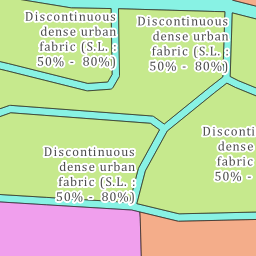 Discontinuous
dense urban
fabric (S.L. :
50% - 80%)
Discontinuous
dense urban
fabric (S.L. :
50% - 80%)
Disconti
dense
fabric
50% -
Discontinuous
dense urban
fabric (S.L. :
50% - 80%)